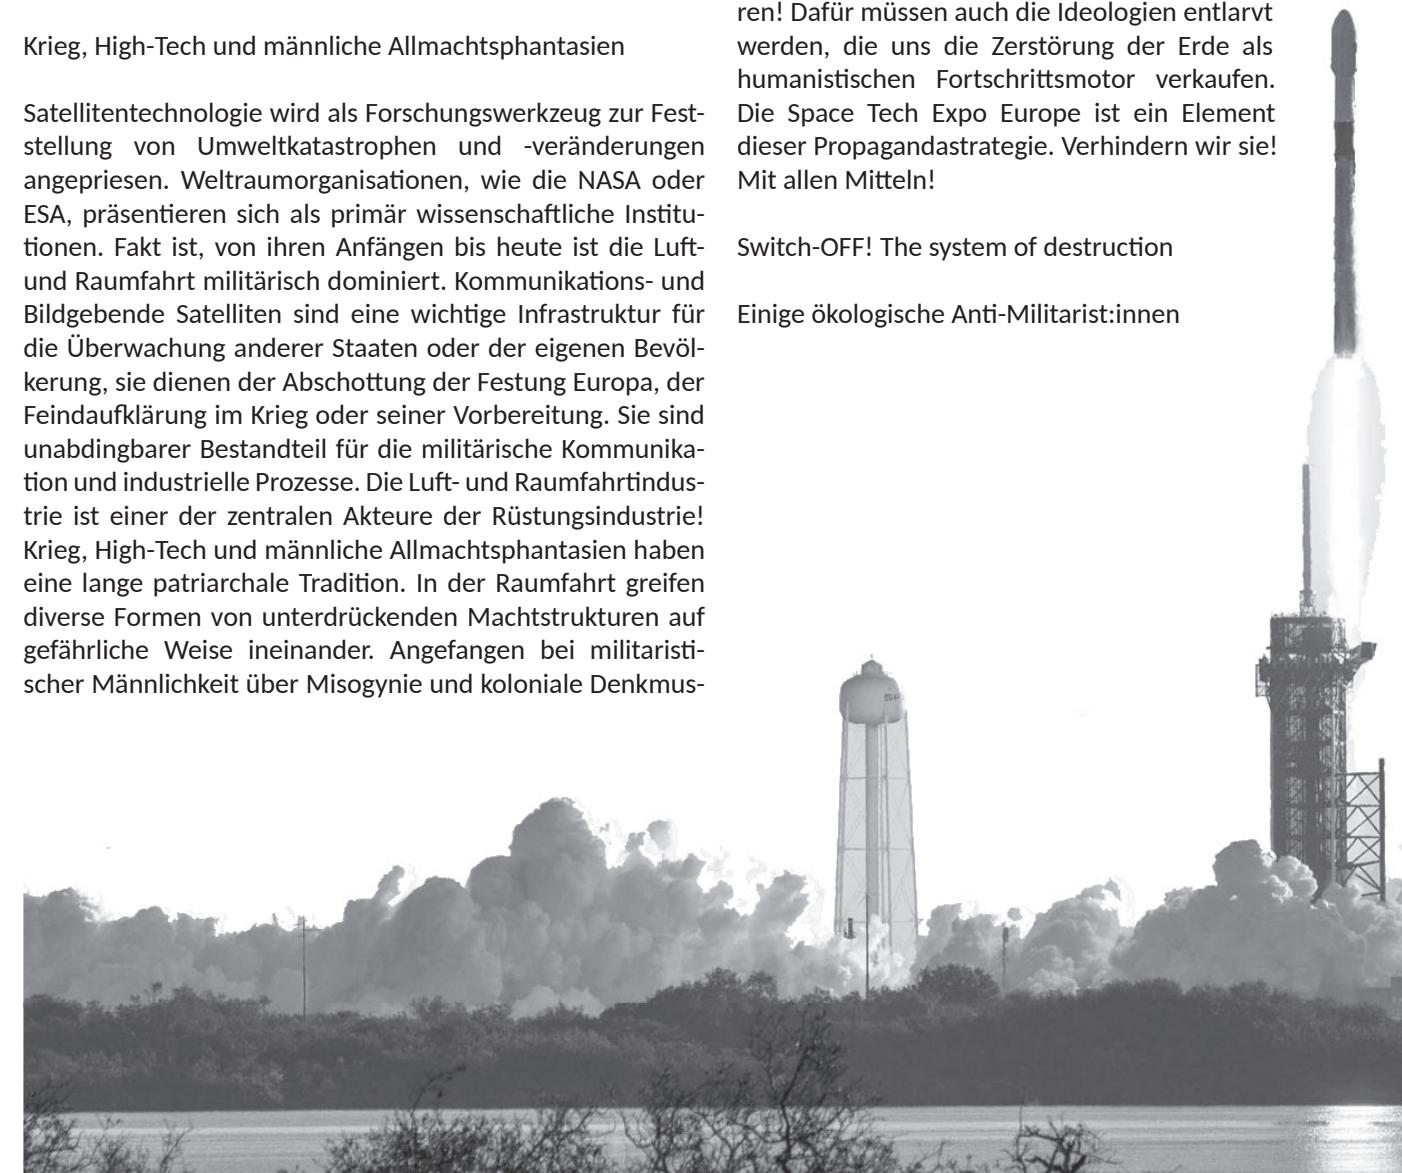 Krieg, High-Tech und männliche Allmachtsphantasien
Satellitentechnologie wird als Forschungswerkzeug zur Fest-
stellung von Umweltkatastrophen und -veränderungen
angepriesen. Weltraumorganisationen, wie die NASA oder
ESA, präsentieren sich als primär wissenschaftliche Institu-
tionen. Fakt ist, von ihren Anfängen bis heute ist die Luft-
und Raumfahrt militärisch dominiert. Kommunikations- und
Bildgebende Satelliten sind eine wichtige Infrastruktur für
die Überwachung anderer Staaten oder der eigenen Bevöl-
kerung, sie dienen der Abschottung der Festung Europa, der
Feindaufklärung im Krieg oder seiner Vorbereitung. Sie sind
unabdingbarer Bestandteil für die militärische Kommunika-
tion und industrielle Prozesse. Die Luft- und Raumfahrtindus-
trie ist einer der zentralen Akteure der Rüstungsindustrie!
Krieg, High-Tech und männliche Allmachtsphantasien haben
eine lange patriarchale Tradition. In der Raumfahrt greifen
diverse Formen von unterdrückenden Machtstrukturen auf
gefährliche Weise ineinander. Angefangen bei militaristi-
scher Männlichkeit über Misogynie und koloniale Denkmus-
ren! Dafür müssen auch die Ideologien entlarvt
werden, die uns die Zerstörung der Erde als
humanistischen Fortschrittsmotor verkaufen.
Die Space Tech Expo Europe ist ein Element
dieser Propagandastrategie. Verhindern wir sie!
Mit allen Mitteln!
Switch-OFF! The system of destruction
Einige ökologische Anti-Militarist:innen